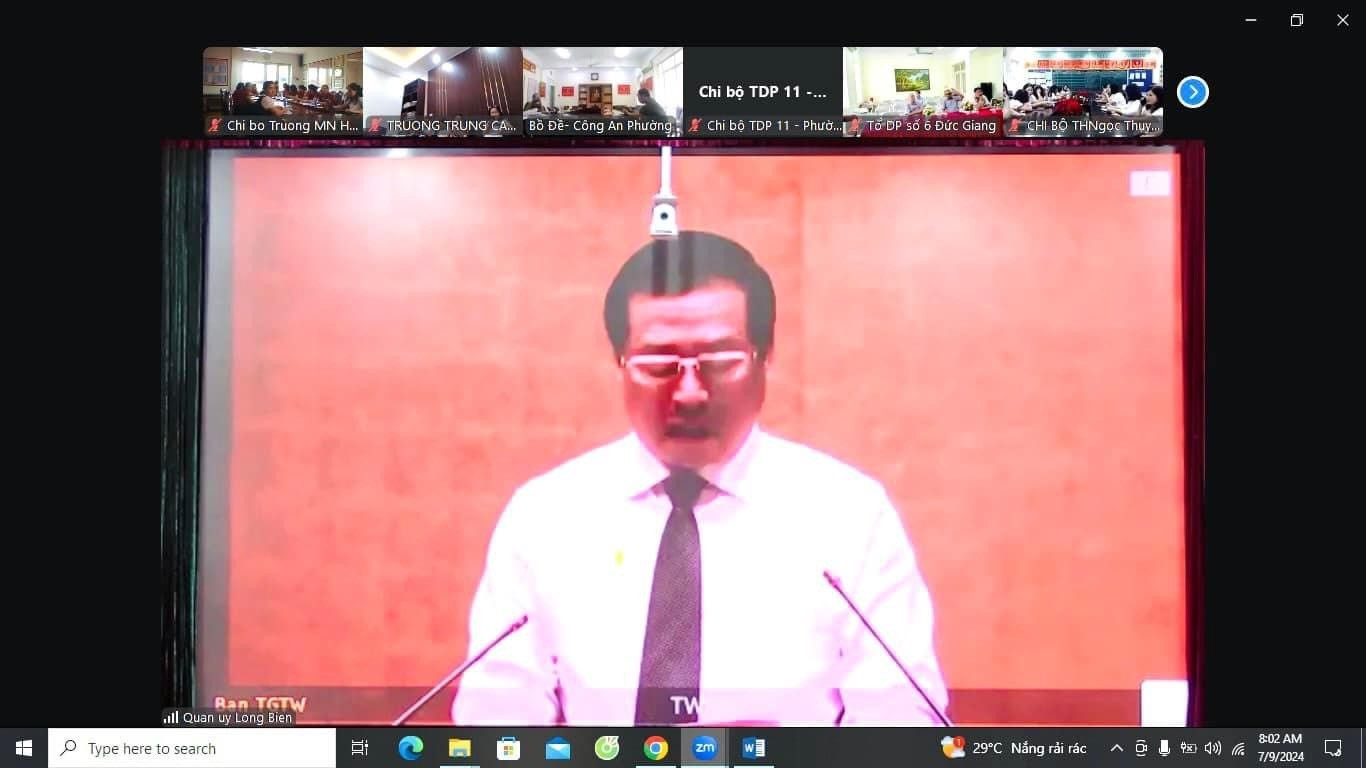 Chi bộ TDP 11 -...
Chi bo Truong MN H...
TRUONG TRUNG CA...
Bồ Đề- Công An Phường
Chi bộ TDP 11 - Phườ...
Tổ DP số 6 Đức Giang
CHI BỘ THNgọc Thuy...
Ban TGTW
TW
Quan uy Long Bien
Type here to search
zm
W
1
29°C Nắng rải rác
8:02 AM
7/9/2024